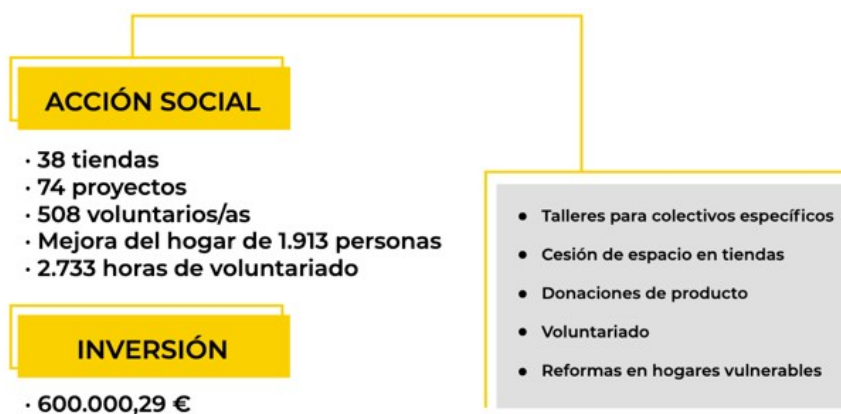 ACCIÓN SOCIAL
· 38 tiendas
· 74 proyectos
· 508 voluntarios/as
· Mejora del hogar de 1.913 personas
· 2.733 horas de voluntariado
INVERSIÓN
· 600.000,29 €
● Talleres para colectivos específicos
● Cesión de espacio en tiendas
● Donaciones de producto
● Voluntariado
● Reformas en hogares vulnerables